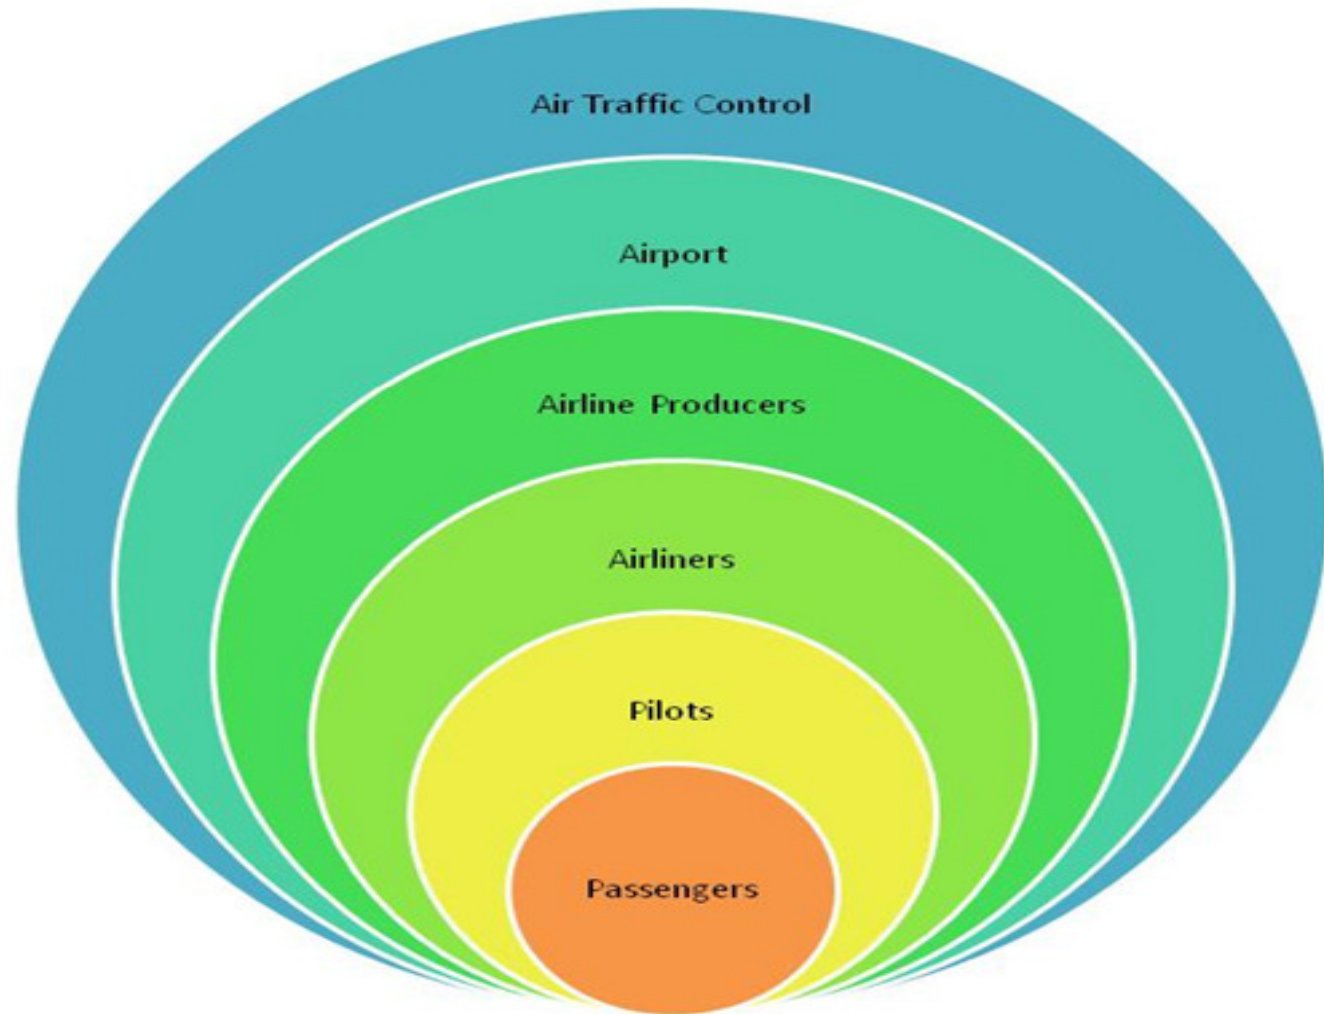 Air Traffic Control
Airport
Airline Producers
Airliners
Pilots
Passengers